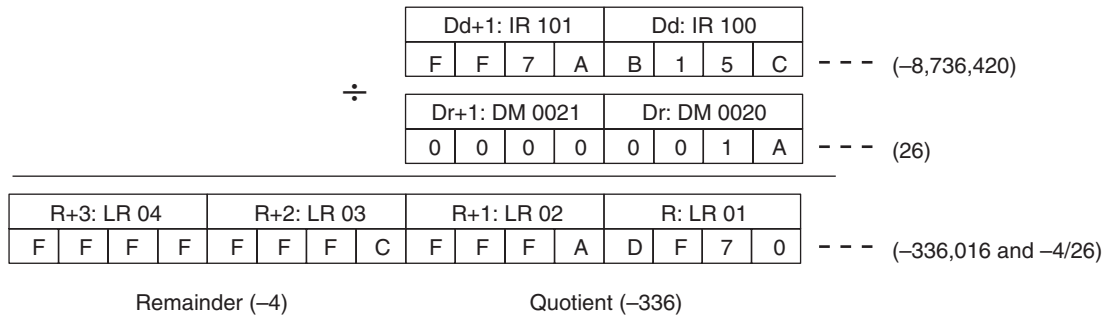 Dd+1: IR 101 Dd: IR 100
F F 7 A B 1 5 C – – – (–8,736,420)
÷
Dr+1: DM 0021 Dr: DM 0020
0 0 0 0 0 0 1 A – – – (26)
R+3: LR 04 R+2: LR 03 R+1: LR 02 R: LR 01
F F F F F F F C F F F A D F 7 0 – – – (–336,016 and –4/26)
Remainder (–4) Quotient (–336)